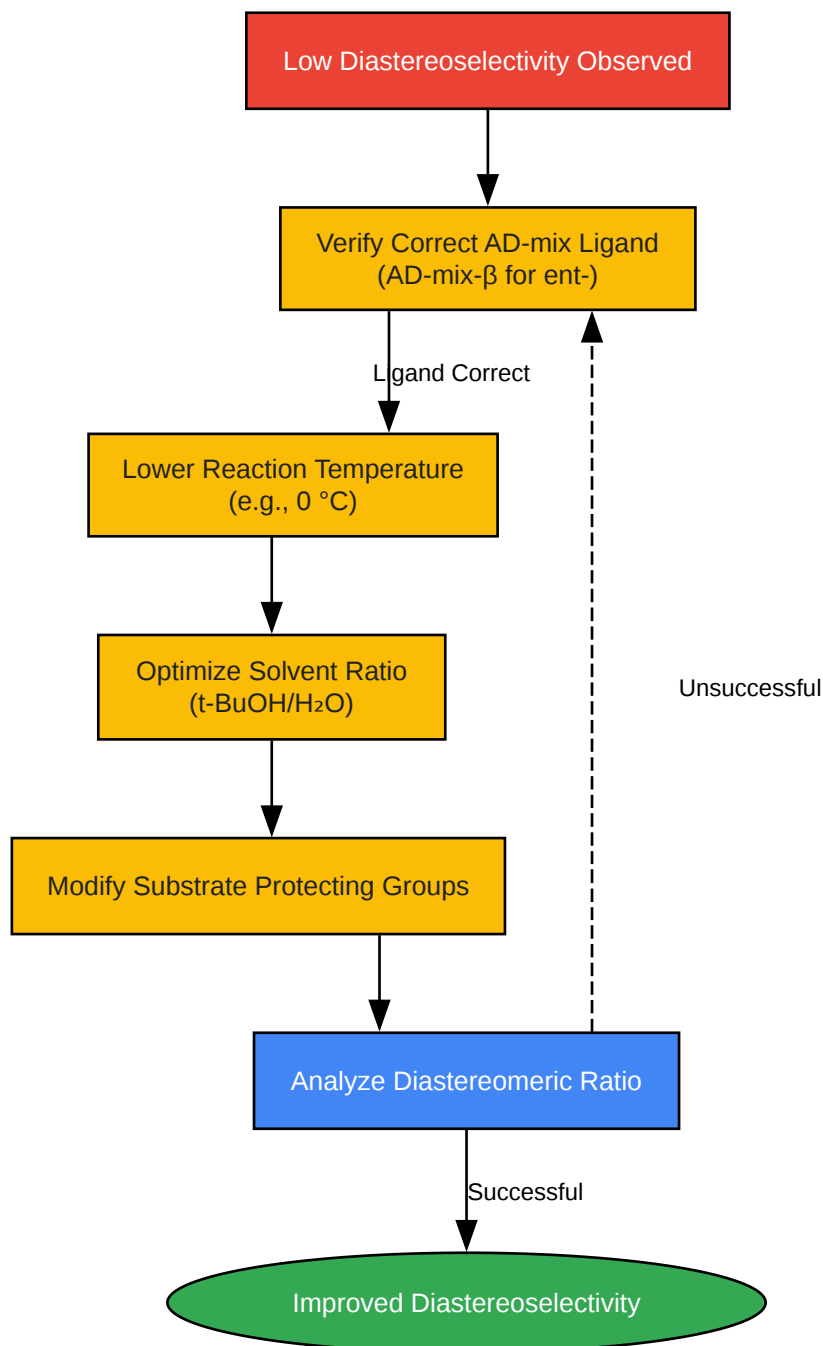 Low Diastereoselectivity Observed
Verify Correct AD-mix Ligand
(AD-mix-β for ent-)
Ligand Correct
Lower Reaction Temperature
(e.g., 0 °C)
Optimize Solvent Ratio
(t-BuOH/H₂O)
Unsuccessful
Modify Substrate Protecting Groups
Analyze Diastereomeric Ratio
Successful
Improved Diastereoselectivity